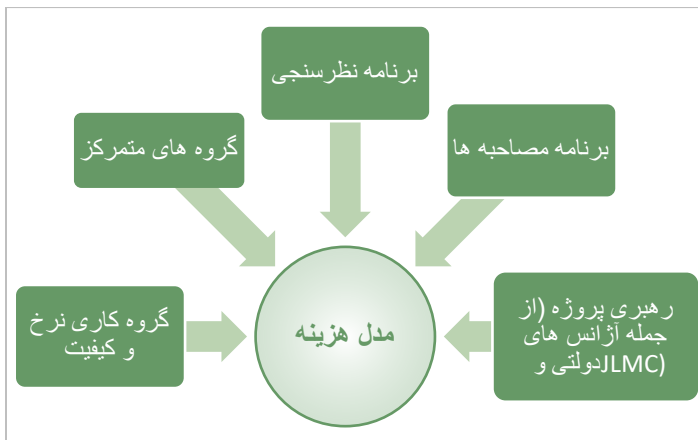 برنامه نظرسنجی
برنامه مصاحبه ها
گروه های متمرکز
رهبری پروژه (از
جمله آژانس های
دولتی و JLMC)
مدل هزینه
گروه کاری نرخ
و کیفیت